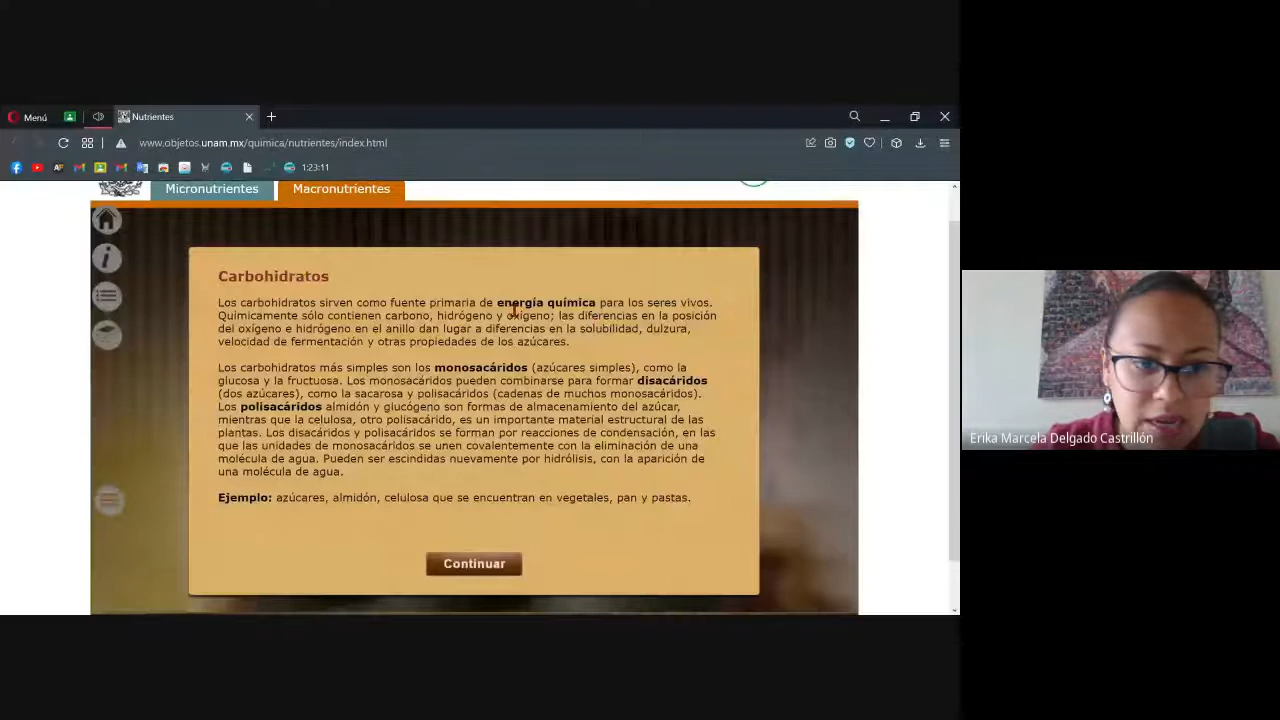 Menú
Nutrientes
www.objetos.unam.mx/quimica/nutrientes/index.html
1:23:11
Micronutrientes
Macronutrientes
Carbohidratos
Los carbohidratos sirven como fuente primaria de energía química para los seres vivos.
Quimicamente sólo contienen carbono, hidrógeno y oxígeno; las diferencias en la posición
del oxígeno e hidrógeno en el anillo dan lugar a diferencias en la solubilidad, dulzura,
velocidad de fermentación y otras propiedades de los azúcares.
Los carbohidratos más simples son los monosacáridos (azúcares simples), como la
glucosa y la fructuosa. Los monosacáridos pueden combinarse para formar disacáridos
(dos azúcares), como la sacarosa y polisacáridos (cadenas de muchos monosacáridos).
Los polisacáridos almidón y glucógeno son formas de almacenamiento del azúcar,
mientras que la celulosa, otro polisacárido, es un importante material estructural de las
plantas. Los disacáridos y polisacáridos se forman por reacciones de condensación, en las
que las unidades de monosacáridos se unen covalentemente con la eliminación de una
molécula de agua. Pueden ser escindidas nuevamente por hidrólisis, con la aparición de
una molécula de agua.
Ejemplo: azúcares, almidón, celulosa que se encuentran en vegetales, pan y pastas.
Continuar
Erika Marcela Delgado Castrillón